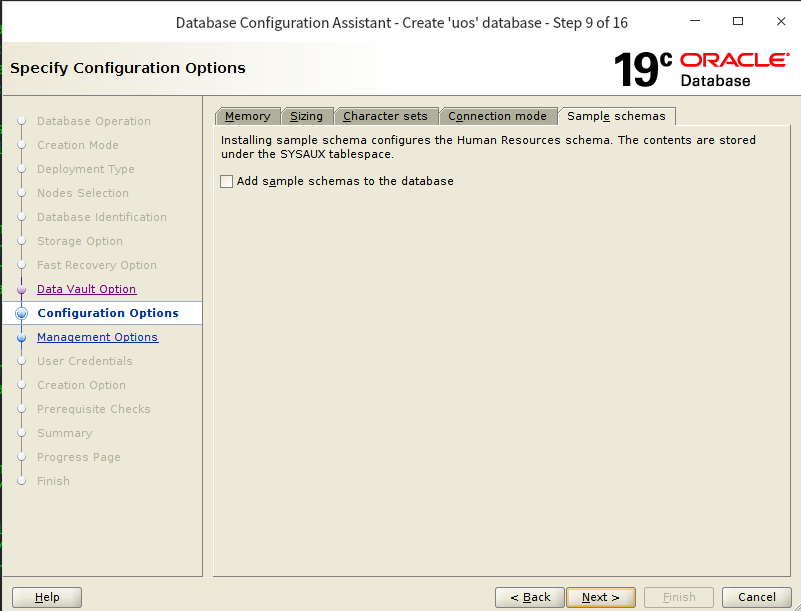 Database Configuration Assistant - Create 'uos' database - Step 9 of 16
Specify Configuration Options
19c ORACLE
Database
Database Operation
Creation Mode
Deployment Type
Nodes Selection
Database Identification
Storage Option
Fast Recovery Option
Data Vault Option
Configuration Options
Management Options
User Credentials
Creation Option
Prerequisite Checks
Summary
Progress Page
Finish
Memory Sizing Character sets Connection mode Sample schemas
Installing sample schema configures the Human Resources schema. The contents are stored
under the SYSAUX tablespace.
Add sample schemas to the database
Help < Back Next > Finish Cancel